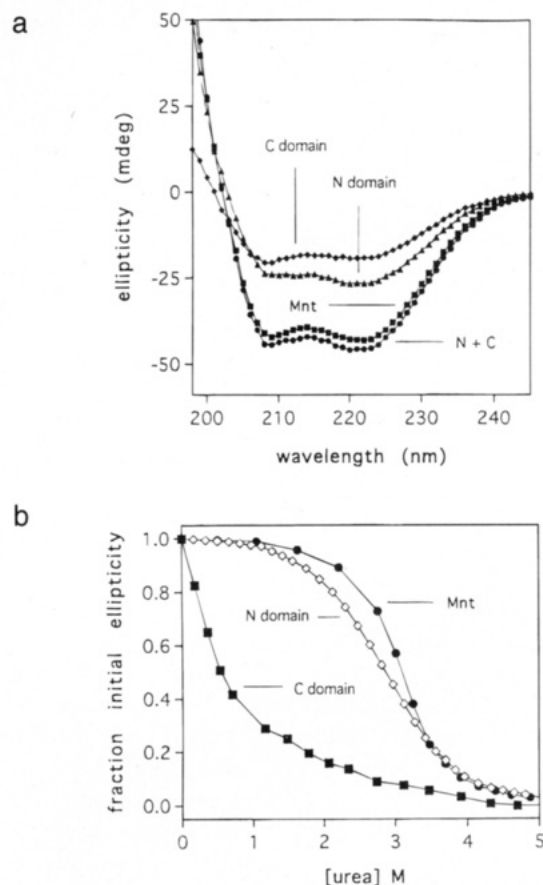 a
50
25
0
-25
-50
ellipticity (mdeg)
C domain
N domain
Mnt
N + C
200 210 220 230 240
wavelength (nm)
b
1.0
0.8
0.6
0.4
0.2
0.0
fraction initial ellipticity
Mnt
N domain
C domain
0 1 2 3 4 5
[urea] M